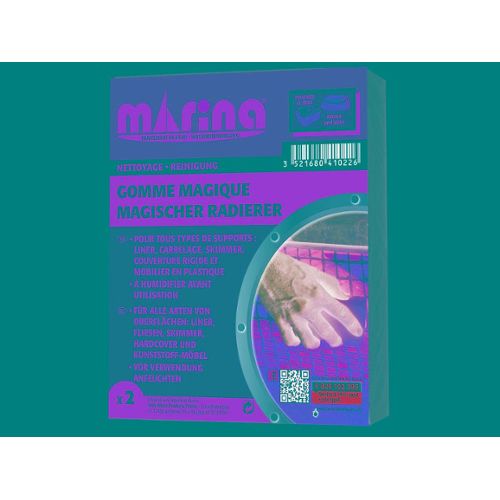 marina
NETTOYAGE - REINIGUNG
3 521680 410226
GOMME MAGIQUE
MAGISCHER RADIERER
• POUR TOUS TYPES DE SUPPORTS :
LINER, CARRELAGE, SKIMMER,
COUVERTURE RIGIDE ET
MOBILIER EN PLASTIQUE
• A HUMIDIFIER AVANT
UTILISATION
• FÜR ALLE ARTEN VON
OBERFLÄCHEN: LINER,
FLIESEN, SKIMMER,
HARDCOVER UND
KUNSTSTOFF-MÖBEL
• VOR VERWENDUNG
ANFEUCHTEN
x2